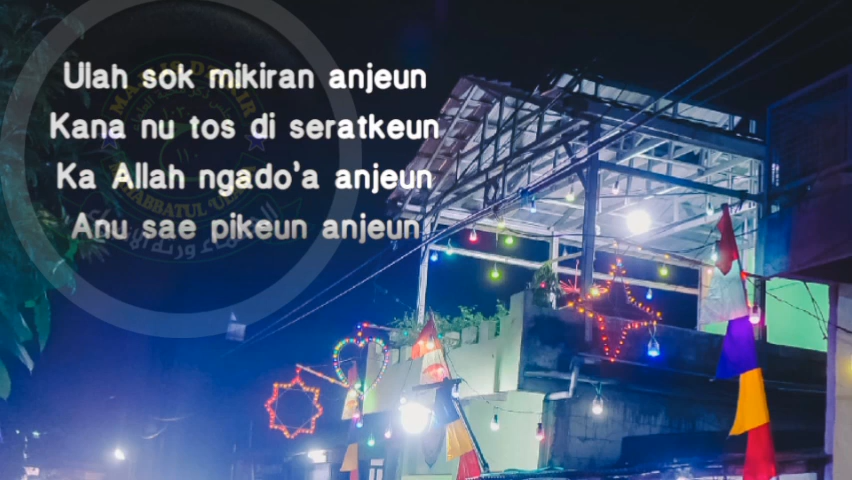 Ulah sok mikiran anjeun
Kana nu tos di seratkeun
Ka Allah ngado'a anjeun
Anu sae pikeun anjeun